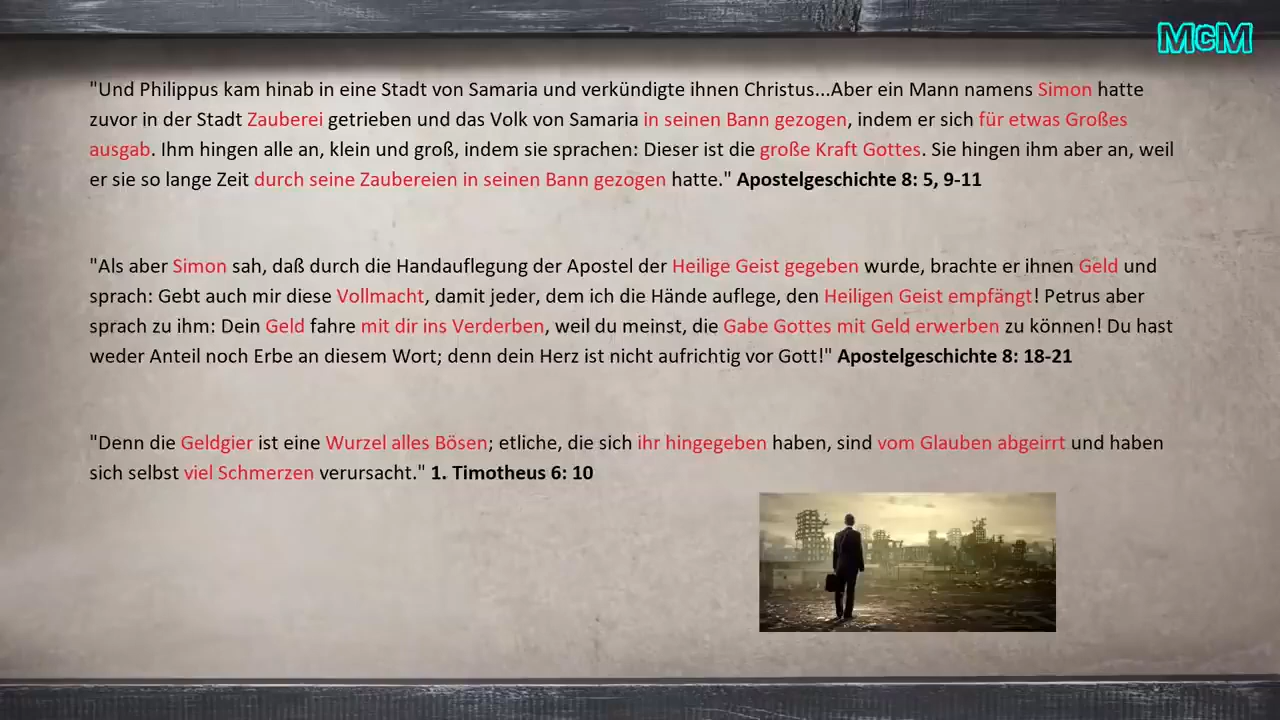 McM
"Und Philippus kam hinab in eine Stadt von Samaria und verkündigte ihnen Christus...Aber ein Mann namens Simon hatte
zuvor in der Stadt Zauberei getrieben und das Volk von Samaria in seinen Bann gezogen, indem er sich für etwas Großes
ausgab. Ihm hingen alle an, klein und groß, indem sie sprachen: Dieser ist die große Kraft Gottes. Sie hingen ihm aber an, weil
er sie so lange Zeit durch seine Zaubereien in seinen Bann gezogen hatte." Apostelgeschichte 8: 5, 9-11
"Als aber Simon sah, daß durch die Handauflegung der Apostel der Heilige Geist gegeben wurde, brachte er ihnen Geld und
sprach: Gebt auch mir diese Vollmacht, damit jeder, dem ich die Hände auflege, den Heiligen Geist empfängt! Petrus aber
sprach zu ihm: Dein Geld fahre mit dir ins Verderben, weil du meinst, die Gabe Gottes mit Geld erwerben zu können! Du hast
weder Anteil noch Erbe an diesem Wort; denn dein Herz ist nicht aufrichtig vor Gott!" Apostelgeschichte 8: 18-21
"Denn die Geldgier ist eine Wurzel alles Bösen; etliche, die sich ihr hingegeben haben, sind vom Glauben abgeirrt und haben
sich selbst viel Schmerzen verursacht." 1. Timotheus 6: 10